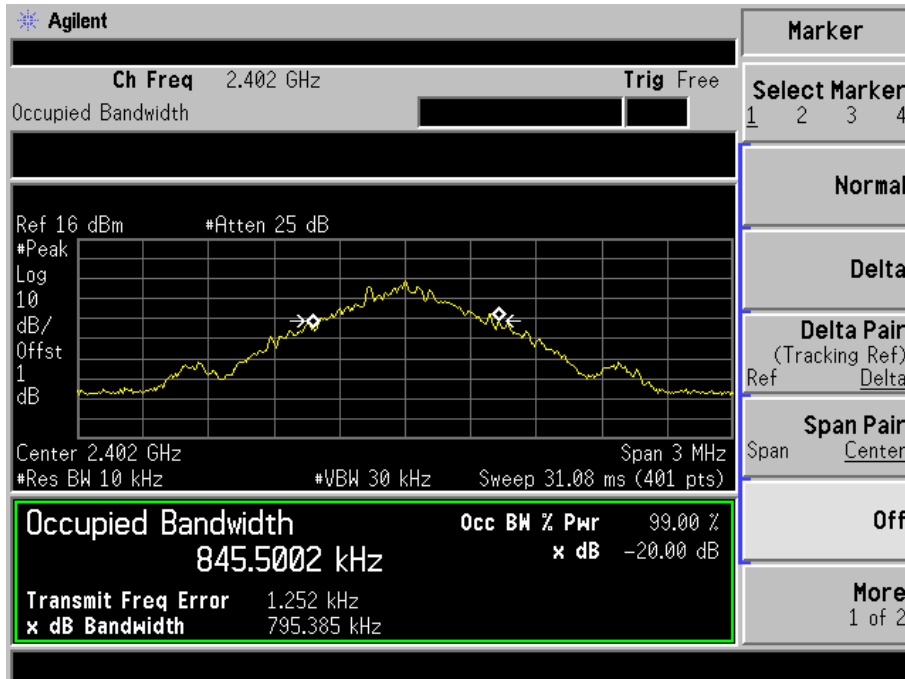 Agilent
Ch Freq 2.402 GHz Trig Free
Occupied Bandwidth
Ref 16 dBm #Atten 25 dB
#Peak
Log
10
dB/
Offst
1
dB
Center 2.402 GHz Span 3 MHz
#Res BW 10 kHz #VBW 30 kHz Sweep 31.08 ms (401 pts)
Occupied Bandwidth
845.5002 kHz
Occ BW % Pwr 99.00 %
x dB -20.00 dB
Transmit Freq Error 1.252 kHz
x dB Bandwidth 795.385 kHz
Marker
Select Marker
1 2 3 4
Normal
Delta
Delta Pair
(Tracking Ref)
Ref Delta
Span Pair
Span Center
Off
More
1 of 2